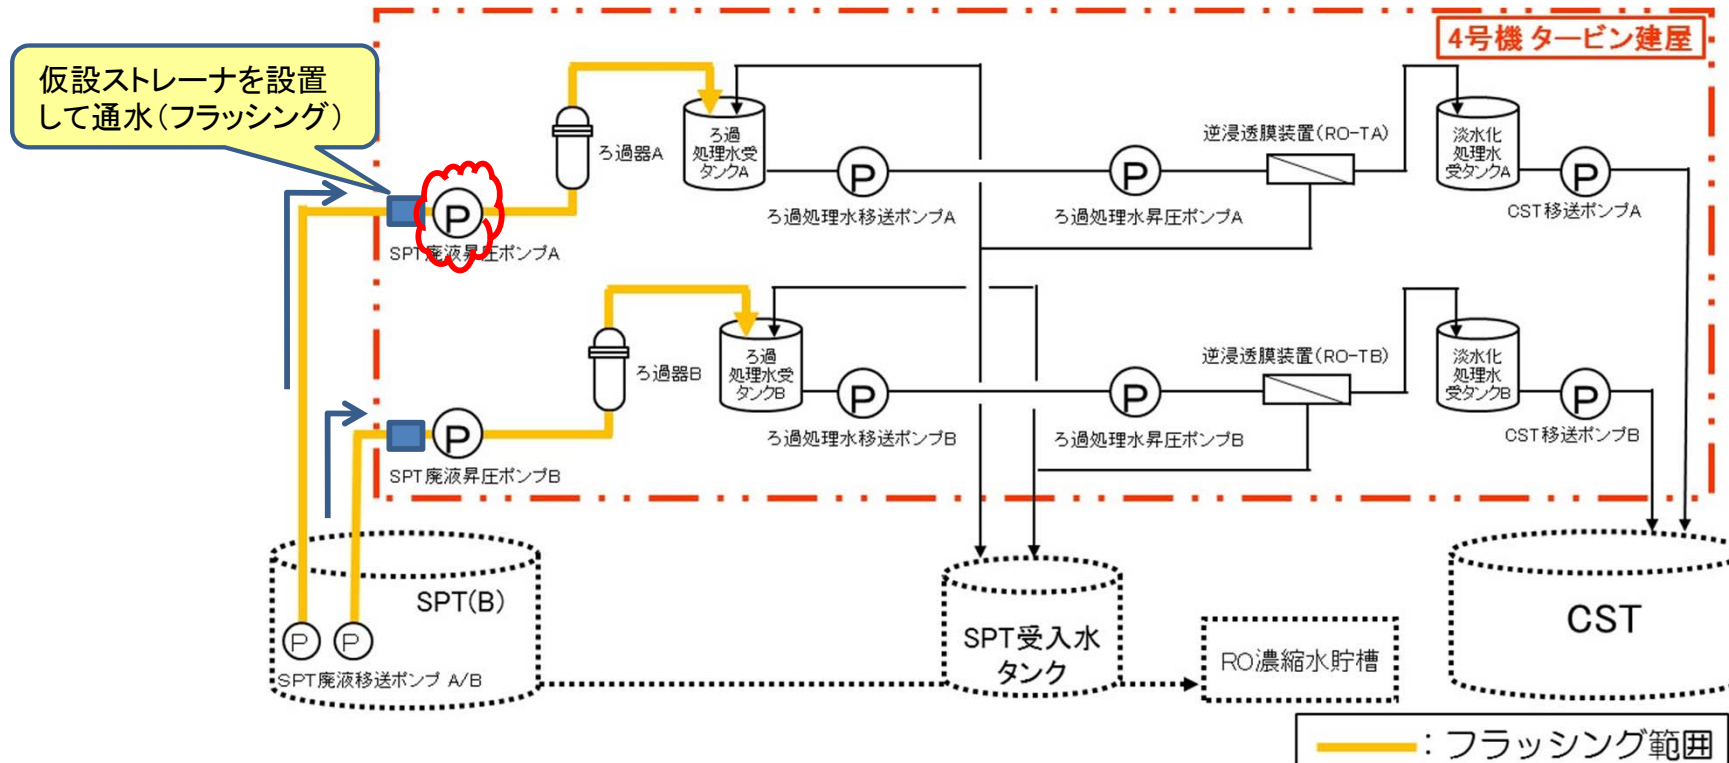 4号機 タービン建屋
仮設ストレーナを設置
して通水(フラッシング)
ろ過器A
ろ過
処理水受
タンクA
P
ろ過処理水移送ポンプA
P
ろ過処理水昇圧ポンプA
逆浸透膜装置(RO-TA)
淡水化
処理水
受タンクA
P
CST移送ポンプA
P
SPT廃液昇圧ポンプA
ろ過器B
ろ過
処理水受
タンクB
P
ろ過処理水移送ポンプB
P
ろ過処理水昇圧ポンプB
逆浸透膜装置(RO-TB)
淡水化
処理水
受タンクB
P
CST移送ポンプB
P
SPT廃液昇圧ポンプB
SPT(B)
P
P
SPT廃液移送ポンプ A/B
SPT受入水
タンク
RO濃縮水貯槽
CST
:フラッシング範囲